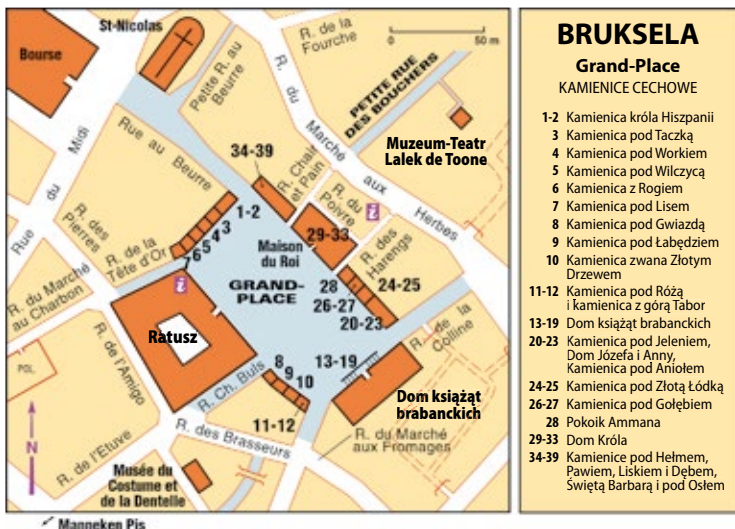 St-Nicolas
Bourse
R. de la
Fourche
50 m
0
Petite R. au
Beurre
R. du Marché aux Herbes
PETITE RUE
DES BOUCHERS
Muzeum-Teatr
Lalek de Toone
Rue du Midi
Rue au Beurre
34-39
R. Chair
et Pain
R. du
Poivre
i
R. des
Pierres
R. de la
Tête d'Or
1-2
3
4
5
6
7
Maison
du Roi
29-33
R. des
Harengs
GRAND-
PLACE
28
26-27
24-25
20-23
R. du Marché
au Charbon
i
Ratusz
R. de la
Colline
POL.
R. de l'Amigo
R. Ch. Buls
8
9
10
13-19
11-12
Dom książąt
brabanckich
N
R. de l'Etuve
R. des Brasseurs
R. du Marché
aux Fromages
Musée du
Costume et
de la Dentelle
Manneken Pis
BRUKSELA
Grand-Place
KAMIENICE CECHOWE
1-2 Kamienica króla Hiszpanii
3 Kamienica pod Taczką
4 Kamienica pod Workiem
5 Kamienica pod Wilczycą
6 Kamienica z Rogiem
7 Kamienica pod Lisem
8 Kamienica pod Gwiazdą
9 Kamienica pod Łabędziem
10 Kamienica zwana Złotym
Drzewem
11-12 Kamienica pod Różą
i kamienica z górą Tabor
13-19 Dom książąt brabanckich
20-23 Kamienica pod Jeleniem,
Dom Józefa i Anny,
Kamienica pod Aniołem
24-25 Kamienica pod Złotą Łódką
26-27 Kamienica pod Gołębiem
28 Pokoik Ammana
29-33 Dom Króla
34-39 Kamienice pod Hełmem,
Pawiem, Liskiem i Dębem,
Świętą Barbarą i pod Osłem